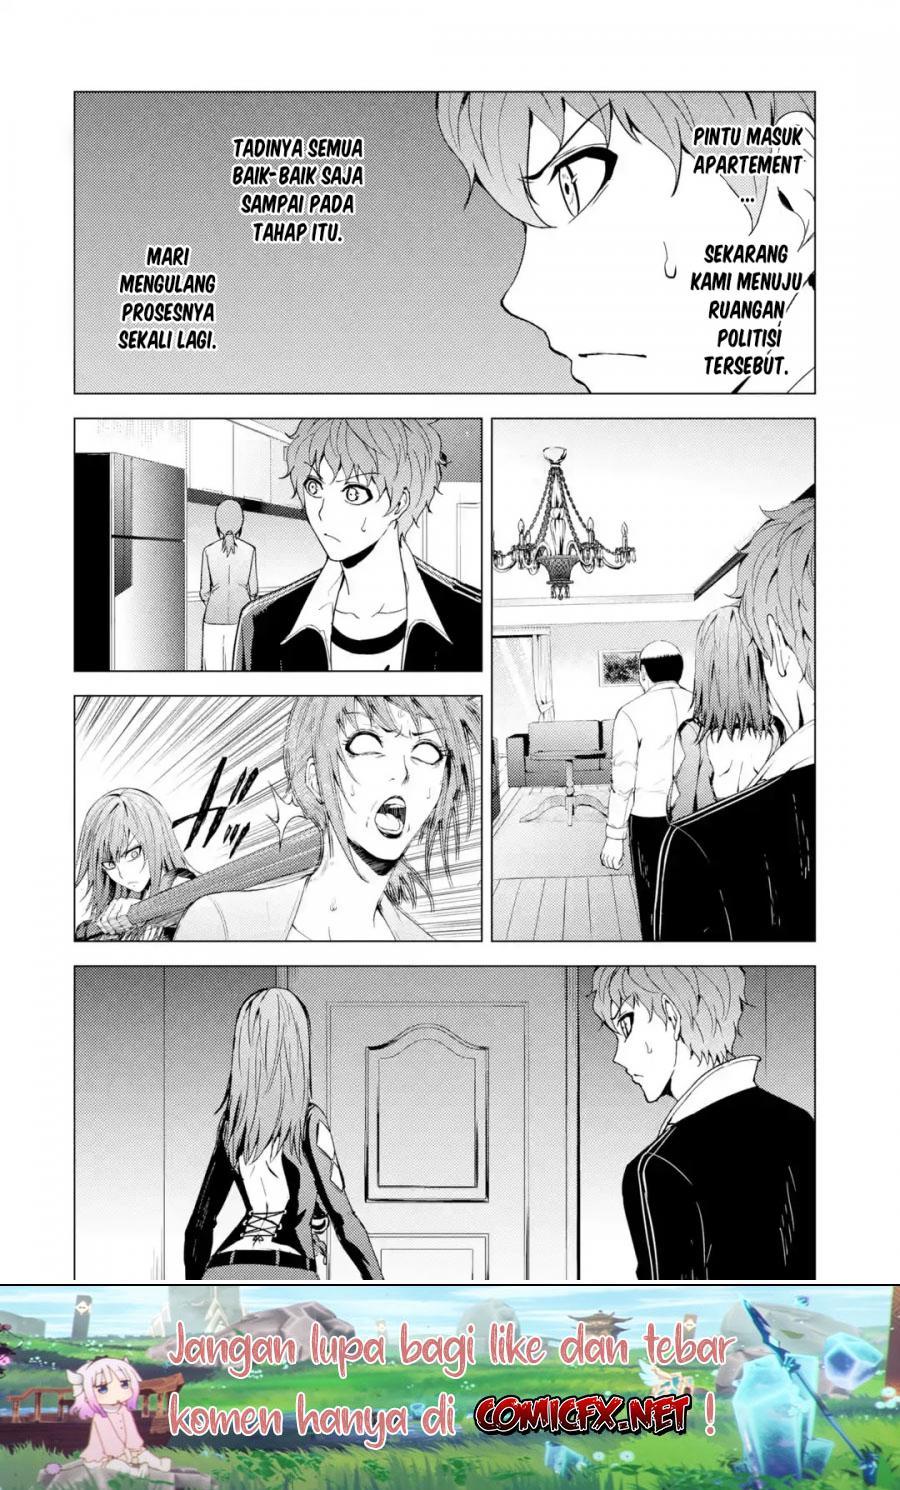 PINTU MASUK
APARTEMENT
...
SEKARANG
KAMI MENUJU
RUANGAN
POLITISI
TERSEBUT.
TADINYA SEMUA
BAIK-BAIK SAJA
SAMPAI PADA
TAHAP ITU.
MARI
MENGULANG
PROSESNYA
SEKALI LAGI.
Jangan lupa bagi like dan tebar
komen hanya di COMICFX.NET !